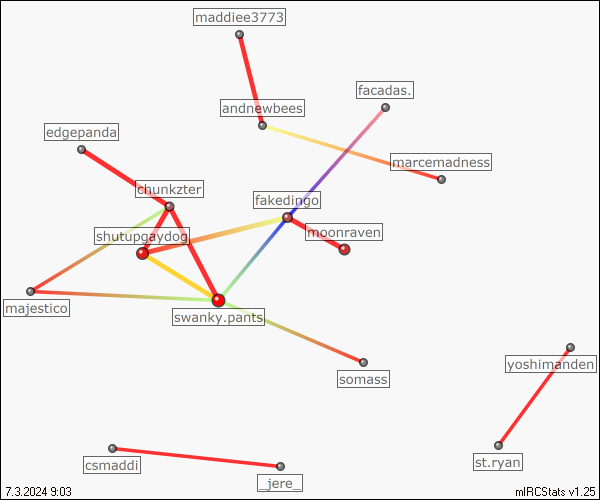 maddiee3773
facadas.
andnewbees
edgepanda
marcemadness
chunkzter
fakedingo
moonraven
shutupgaydog
majestico
swanky.pants
yoshimanden
somass
csmaddi
st.ryan
_jere_
7.3.2024 9:03
mIRCStats v1.25